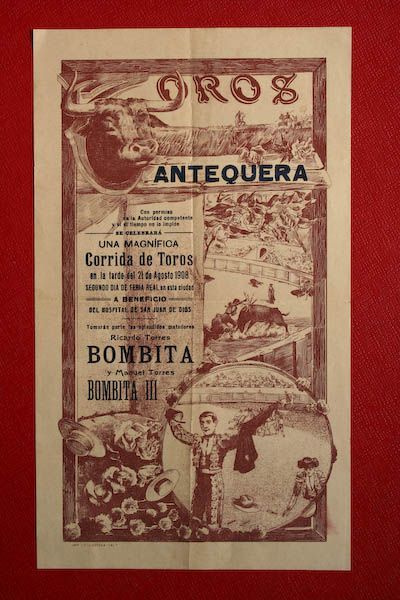 TOROS
ANTEQUERA
Con permiso
de la Autoridad competente
y si el tiempo no lo impide
SE CELEBRARÁ
UNA MAGNÍFICA
Corrida de Toros
en la tarde del 21 de Agosto 1908
SEGUNDO DIA DE FERIA REAL en esta ciudad
A BENEFICIO
DEL HOSPITAL DE SAN JUAN DE DIOS
Tomarán parte los aplaudidos matadores
Ricardo Torres
BOMBITA
y Manuel Torres
BOMBITA III